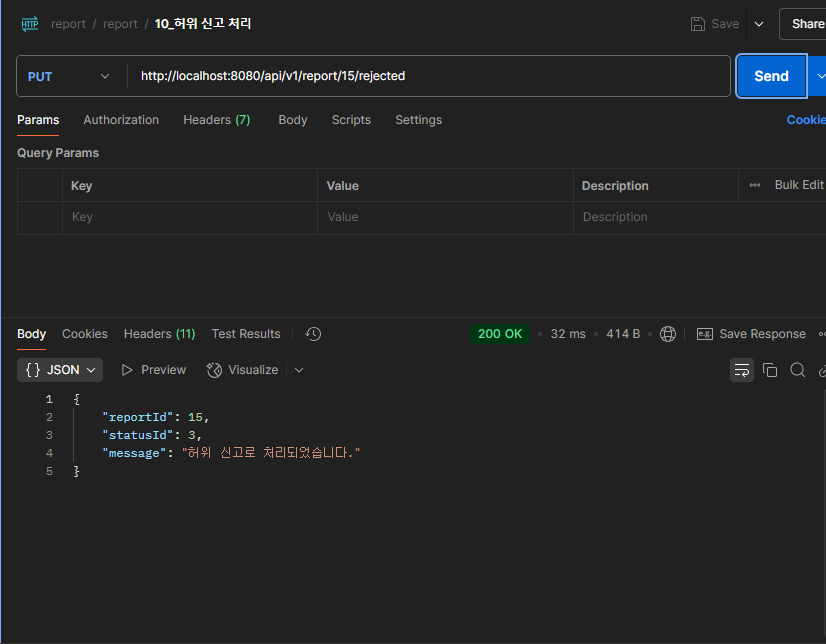 HTTP report / report / 10_허위 신고 처리 Save Share
PUT http://localhost:8080/api/v1/report/15/rejected Send
Params Authorization Headers (7) Body Scripts Settings Cookie
Query Params
Key Value Description Bulk Edit
Key Value Description
Body Cookies Headers (11) Test Results 200 OK 32 ms 414 B e.g. Save Response
{} JSON Preview Visualize
1 {
2 "reportId": 15,
3 "statusId": 3,
4 "message": "허위 신고로 처리되었습니다."
5 }